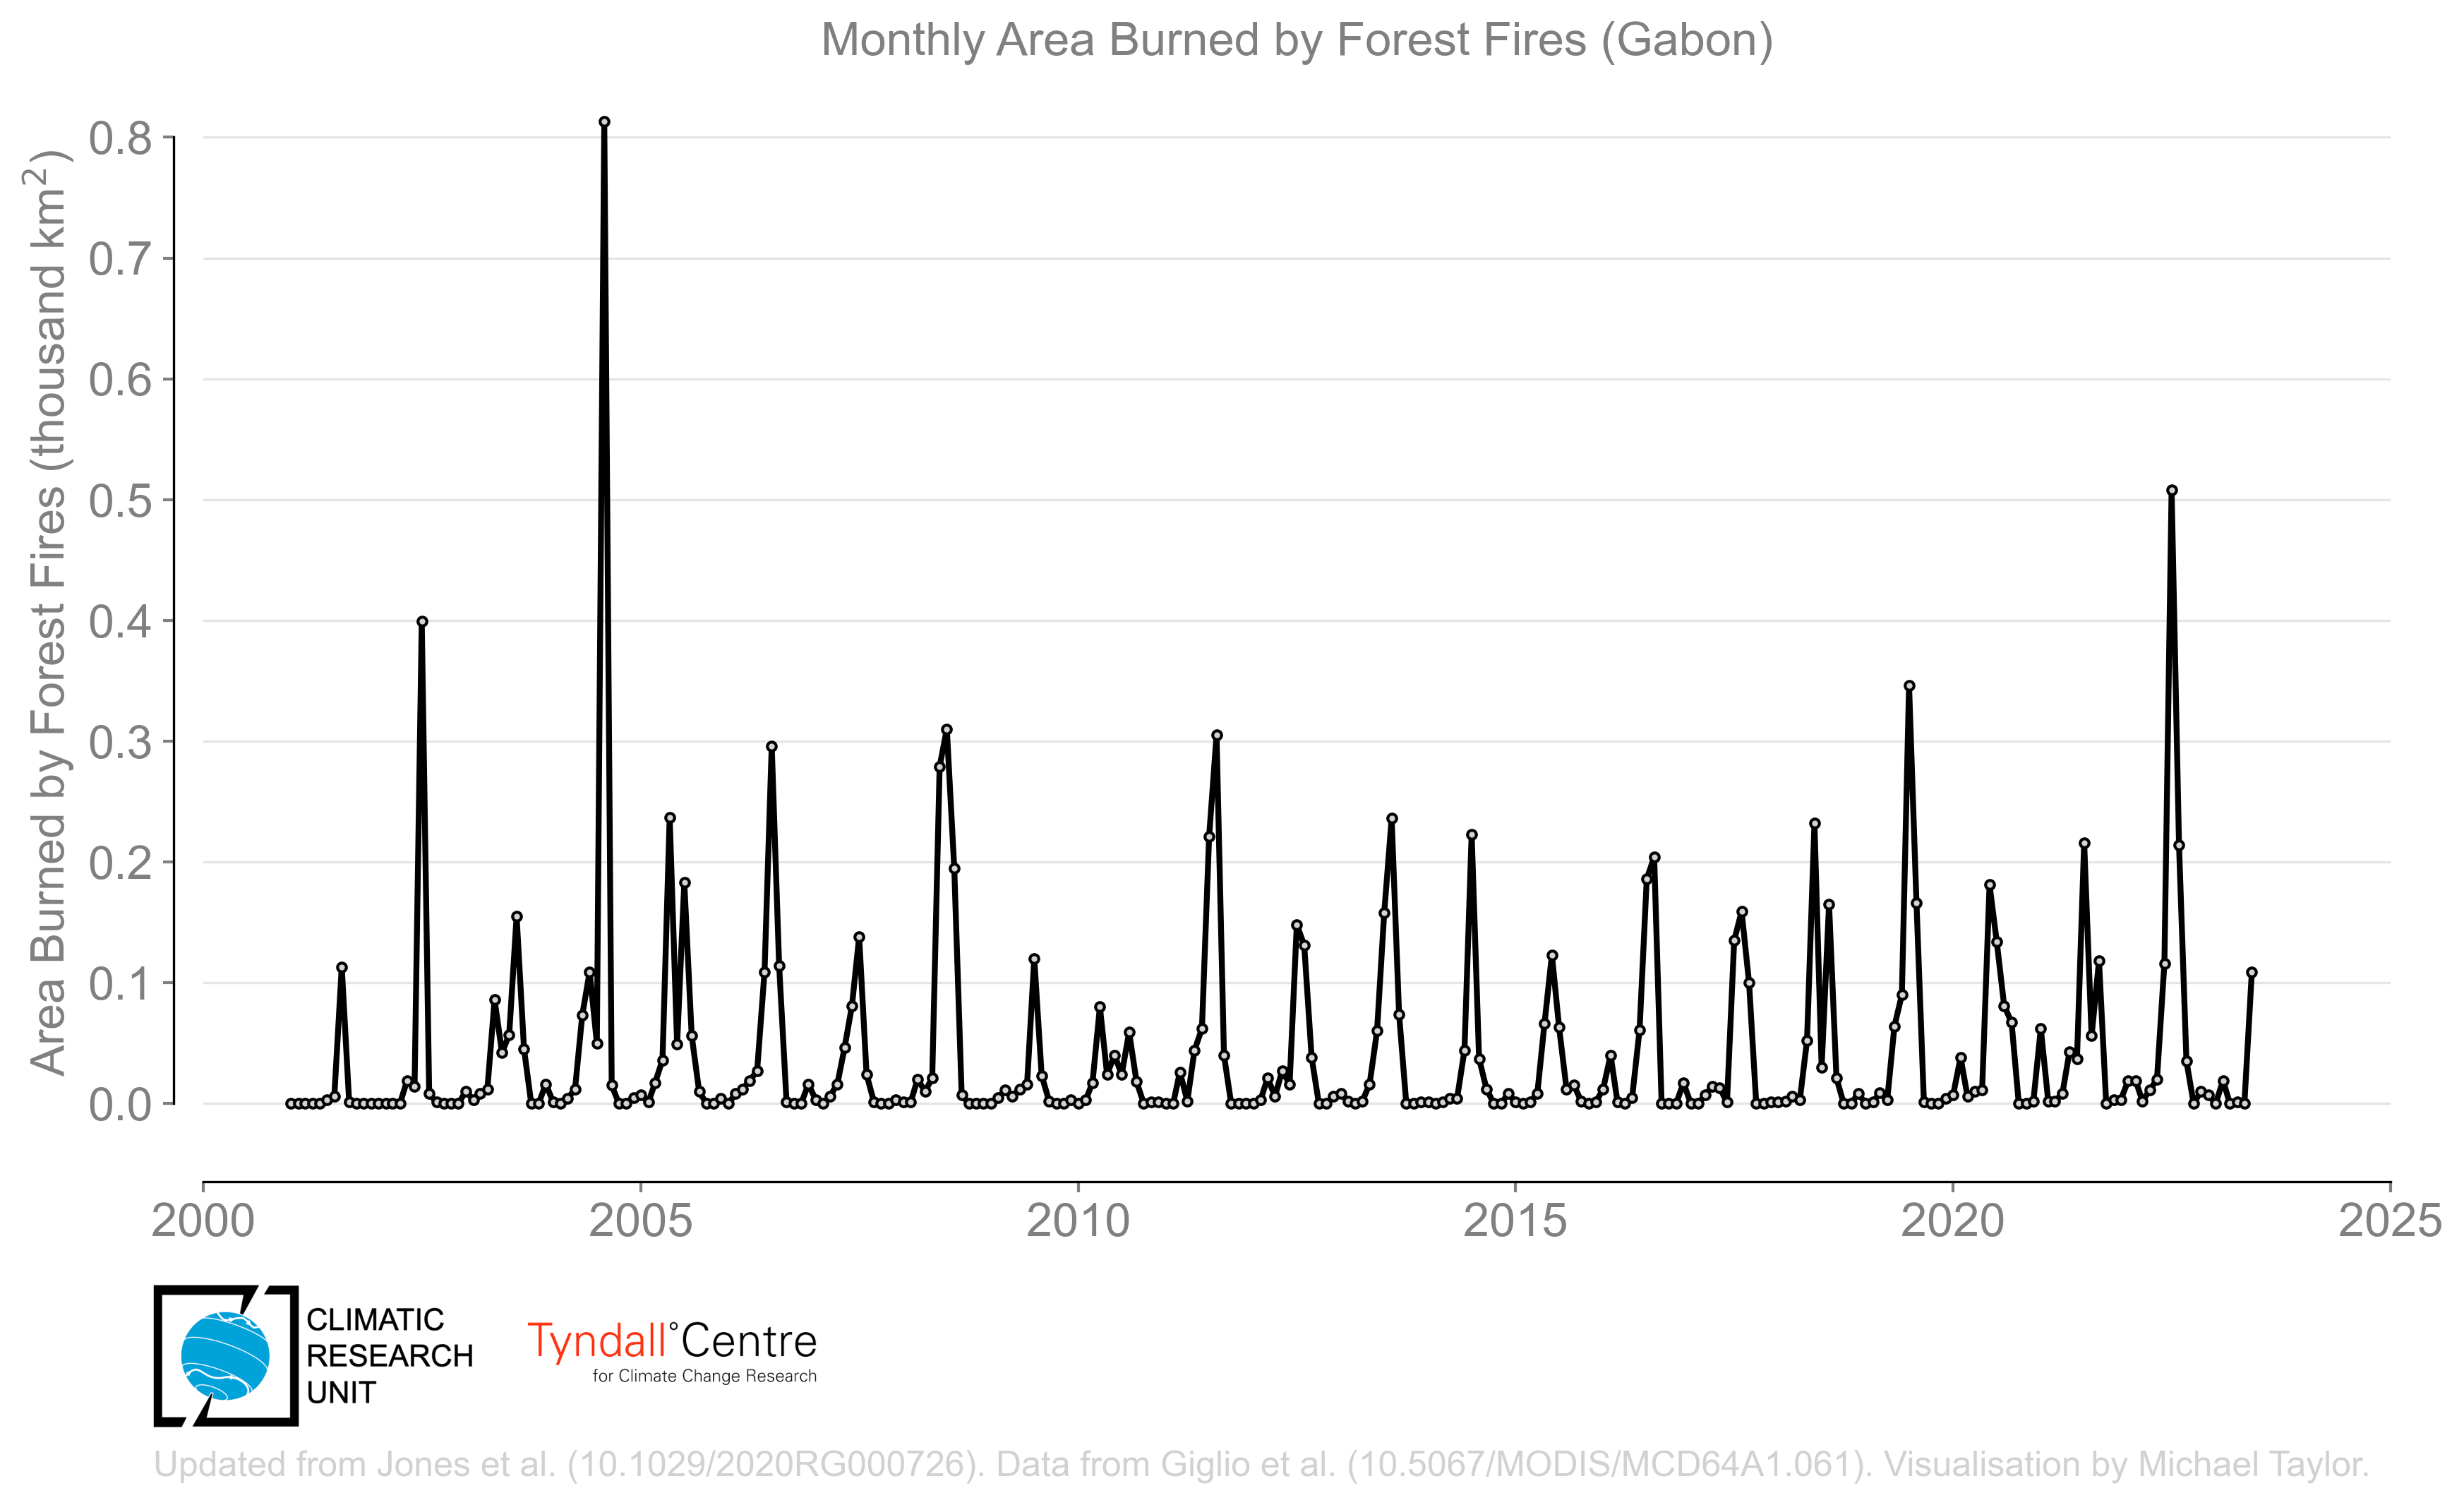 Monthly Area Burned by Forest Fires (Gabon)
Area Burned by Forest Fires (thousand km²)
0.8
0.7
0.6
0.5
0.4
0.3
0.2
0.1
0.0
2000 2005 2010 2015 2020 2025
CLIMATIC
RESEARCH
UNIT
Tyndall°Centre
for Climate Change Research
Updated from Jones et al. (10.1029/2020RG000726). Data from Giglio et al. (10.5067/MODIS/MCD64A1.061). Visualisation by Michael Taylor.